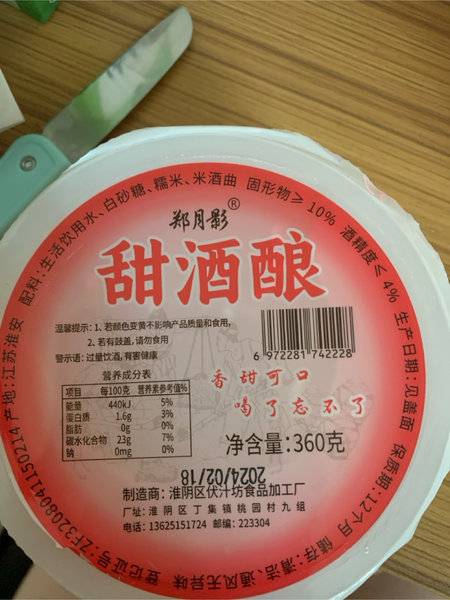 配料:生活饮用水、白砂糖、糯米、米酒曲 固形物≥10% 酒精度≤4% 生产日期:见盖面 保质期:12个月 储存:清洁、通风无异味
登记证号:ZF3208041150214 产地:江苏淮安
郑月影®
甜酒酿
温馨提示:1、若颜色变黄不影响产品质量和食用,
2、若有鼓盖,请勿食用
警示语:过量饮酒,有害健康
6 972281 742228
营养成分表
项目 每100克 营养素参考值%
能量 440kJ 5%
蛋白质 1.6g 3%
脂肪 0g 0%
碳水化合物 23g 7%
钠 0mg 0%
香甜可口
喝了忘不了
净含量:360克
2024/02/18
制造商:淮阴区伏汁坊食品加工厂
厂址:淮阴区丁集镇桃园村九组
电话:13625151724 邮编:223304